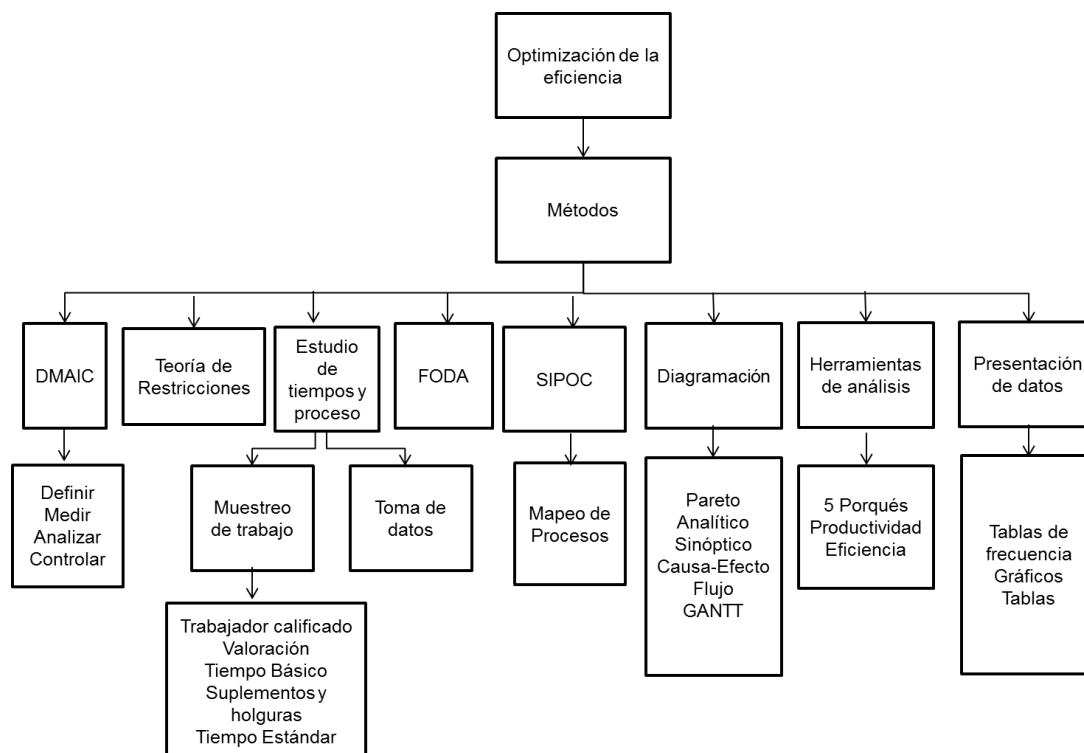 Optimización de la
eficiencia
Métodos
DMAIC
Teoría de
Restricciones
Estudio
de
tiempos y
proceso
FODA
SIPOC
Diagramación
Herramientas
de análisis
Presentación
de datos
Definir
Medir
Analizar
Controlar
Muestreo
de trabajo
Toma de
datos
Mapeo de
Procesos
Pareto
Analítico
Sinóptico
Causa-Efecto
Flujo
GANTT
5 Porqués
Productividad
Eficiencia
Tablas de
frecuencia
Gráficos
Tablas
Trabajador calificado
Valoración
Tiempo Básico
Suplementos y
holguras
Tiempo Estándar